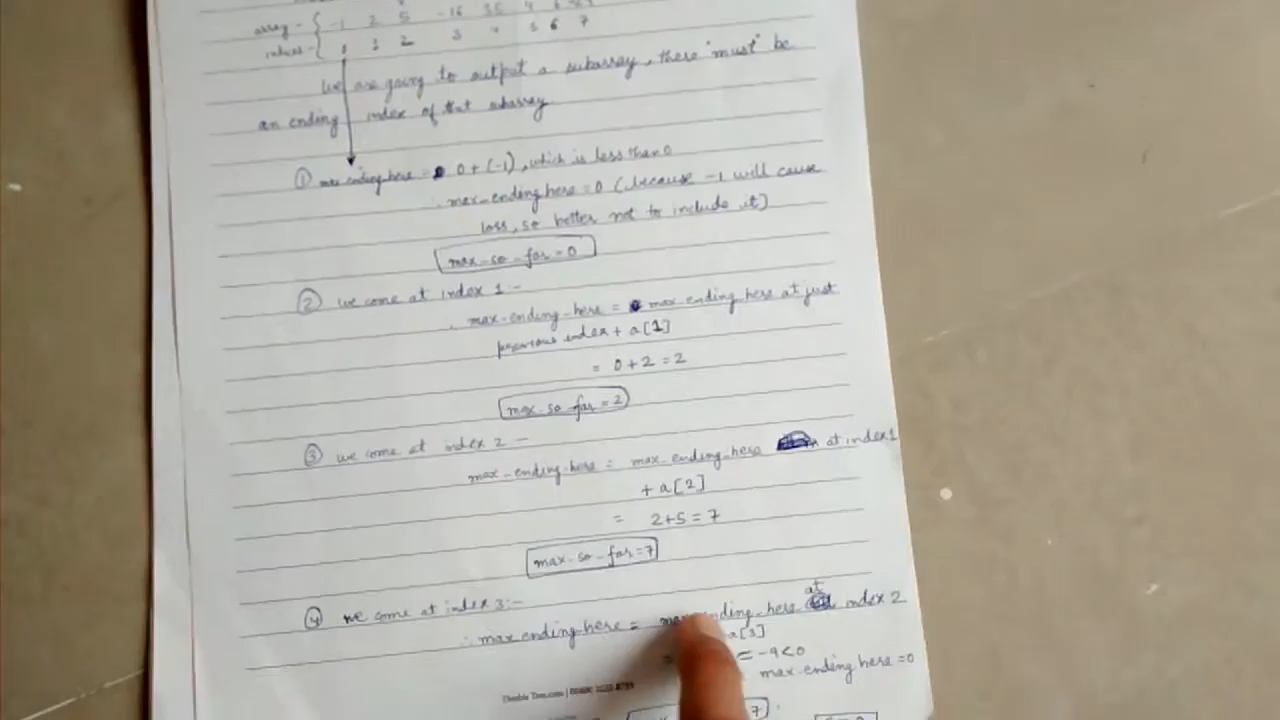 array - { -1 2 5 -16 35 4
indices - { 1 2 3 5 6 7
We are going to output a subarray, there "must" be
an ending index of that subarray
① max-ending-here = 0 + (-1), which is less than 0
∴ max-ending-here = 0 (because -1 will cause
loss, so better not to include it]
max-so-far = 0
② we come at index 1 :-
∴ max-ending-here = max-ending-here at just
previous index + a[1]
= 0+2 = 2
max-so-far = 2
③ we come at index 2 -
max-ending-here = max-ending-here at index 1
+ a[2]
= 2+5 = 7
max-so-far = 7
④ we come at index 3 :-
at
∴ max ending-here = ending-here index 2
a[3]
= -9 < 0
max-ending here = 0
7